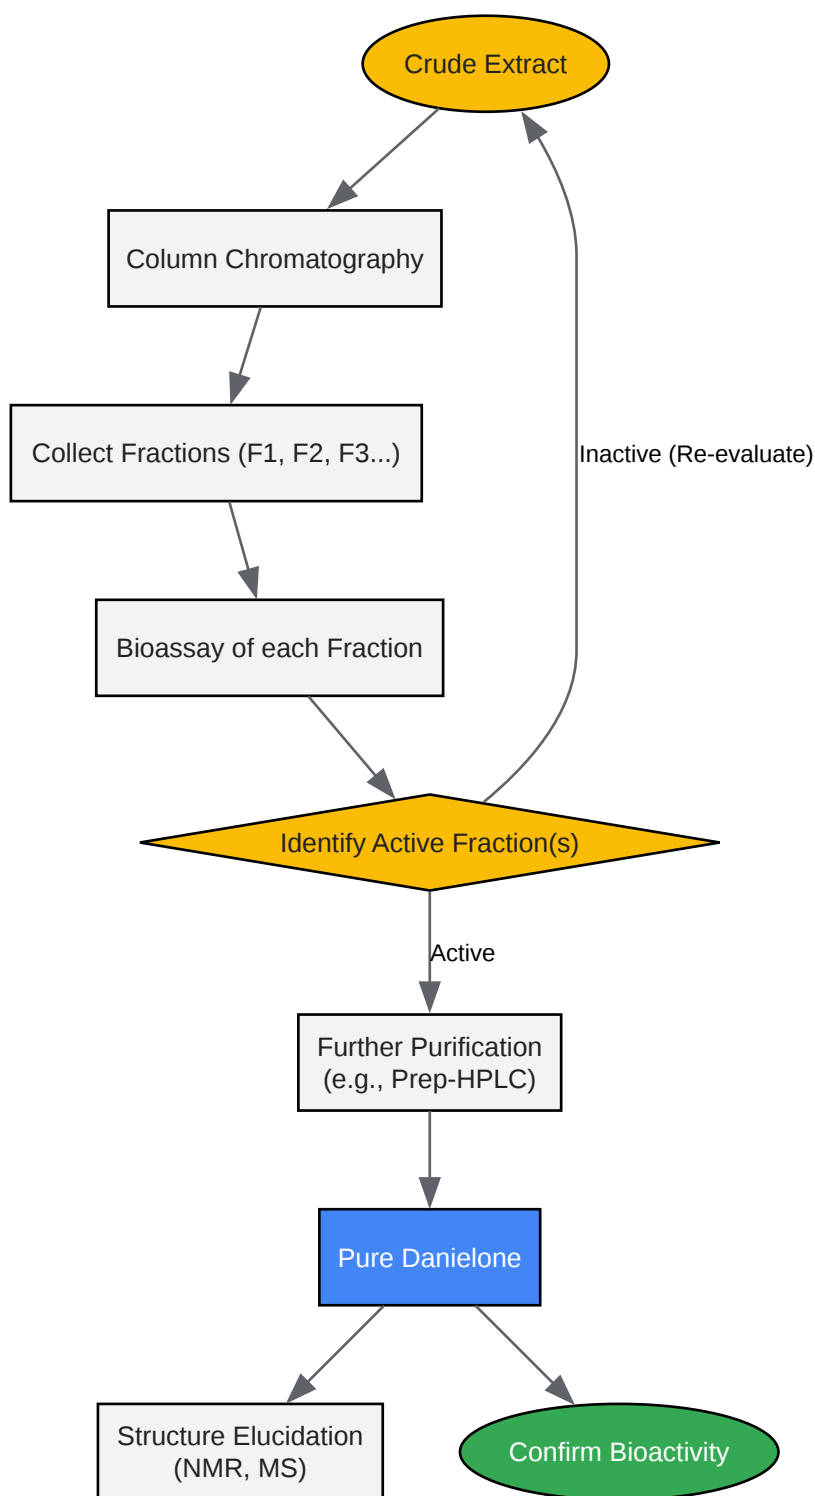 Crude Extract
Column Chromatography
Collect Fractions (F1, F2, F3...)
Inactive (Re-evaluate)
Bioassay of each Fraction
Identify Active Fraction(s)
Active
Further Purification
(e.g., Prep-HPLC)
Pure Danielone
Structure Elucidation
(NMR, MS)
Confirm Bioactivity